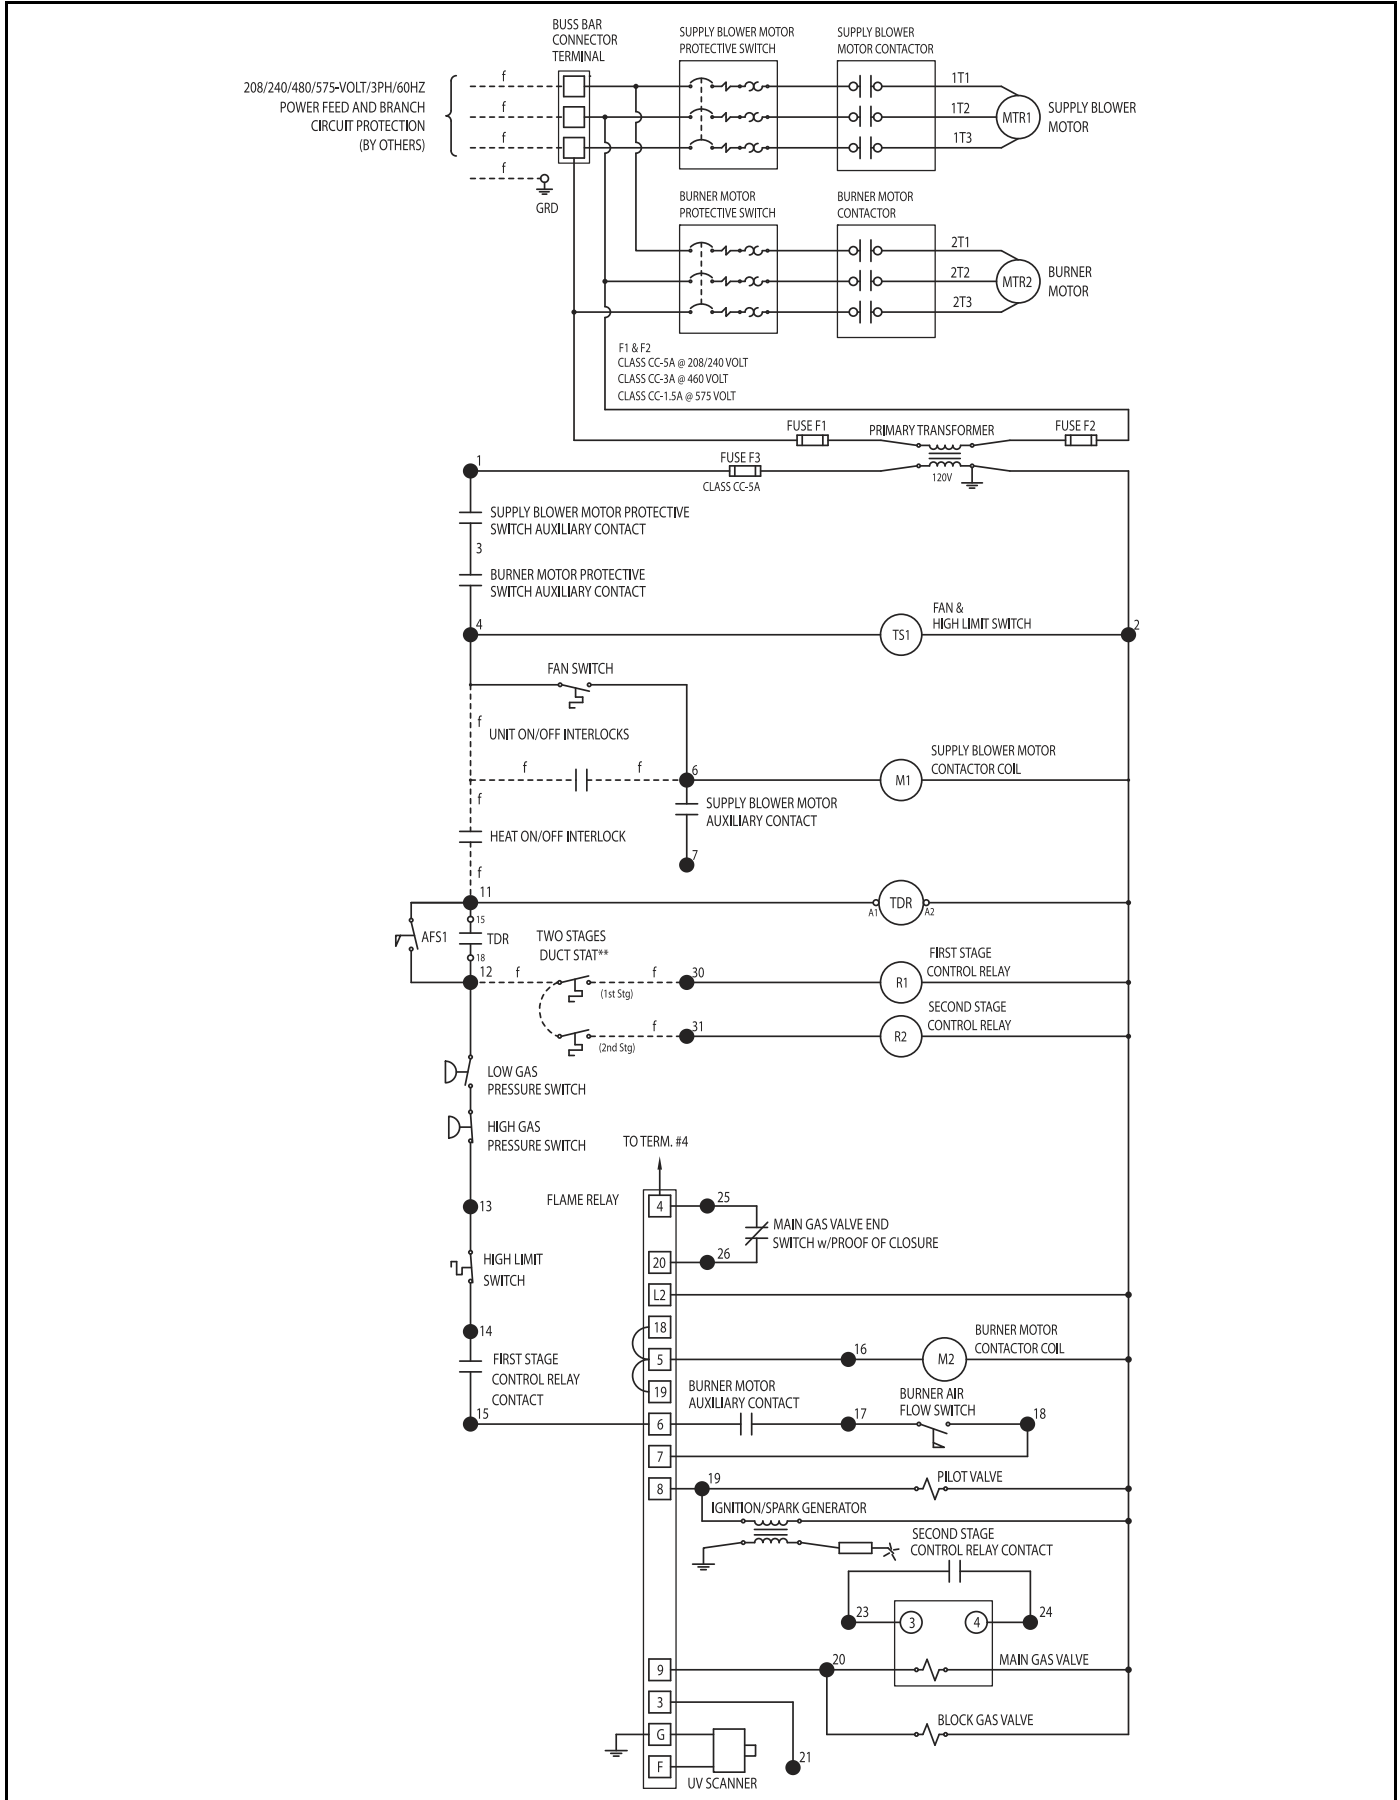 BUSS BAR
CONNECTOR
TERMINAL
SUPPLY BLOWER MOTOR
PROTECTIVE SWITCH
SUPPLY BLOWER
MOTOR CONTACTOR
208/240/480/575-VOLT/3PH/60HZ
POWER FEED AND BRANCH
CIRCUIT PROTECTION
(BY OTHERS)
f
f
f
f
GRD
1T1
1T2
1T3
MTR1
SUPPLY BLOWER
MOTOR
BURNER MOTOR
PROTECTIVE SWITCH
BURNER MOTOR
CONTACTOR
2T1
2T2
2T3
MTR2
BURNER
MOTOR
F1 & F2
CLASS CC-5A @ 208/240 VOLT
CLASS CC-3A @ 460 VOLT
CLASS CC-1.5A @ 575 VOLT
FUSE F1
PRIMARY TRANSFORMER
FUSE F2
1
FUSE F3
CLASS CC-5A
120V
SUPPLY BLOWER MOTOR PROTECTIVE
SWITCH AUXILIARY CONTACT
3
BURNER MOTOR PROTECTIVE
SWITCH AUXILIARY CONTACT
4
TS1
FAN &
HIGH LIMIT SWITCH
2
FAN SWITCH
f
UNIT ON/OFF INTERLOCKS
f
f
6
M1
SUPPLY BLOWER MOTOR
CONTACTOR COIL
f
SUPPLY BLOWER MOTOR
AUXILIARY CONTACT
HEAT ON/OFF INTERLOCK
7
f
11
A1
TDR
A2
AFS1
15
TDR
18
TWO STAGES
DUCT STAT**
12
f
(1st Stg)
f
30
R1
FIRST STAGE
CONTROL RELAY
(2nd Stg)
f
31
R2
SECOND STAGE
CONTROL RELAY
LOW GAS
PRESSURE SWITCH
HIGH GAS
PRESSURE SWITCH
TO TERM. #4
13
FLAME RELAY
4
25
MAIN GAS VALVE END
SWITCH w/PROOF OF CLOSURE
20
26
HIGH LIMIT
SWITCH
L2
14
18
5
16
M2
BURNER MOTOR
CONTACTOR COIL
FIRST STAGE
CONTROL RELAY
CONTACT
19
BURNER MOTOR
AUXILIARY CONTACT
BURNER AIR
FLOW SWITCH
15
6
17
18
7
8
19
PILOT VALVE
IGNITION/SPARK GENERATOR
SECOND STAGE
CONTROL RELAY CONTACT
23
3
4
24
9
20
MAIN GAS VALVE
3
BLOCK GAS VALVE
G
F
21
UV SCANNER